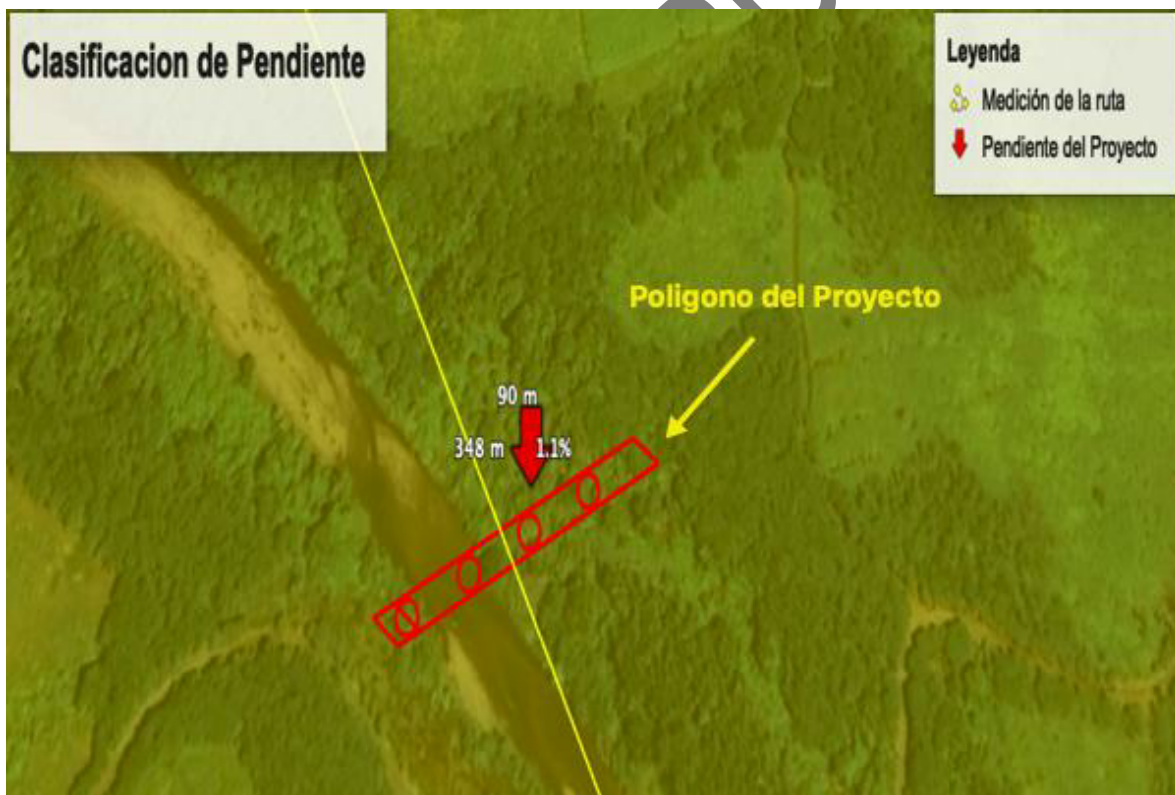 Clasificacion de Pendiente
Leyenda
Medición de la ruta
Pendiente del Proyecto
Poligono del Proyecto
90 m
348 m 1.1%